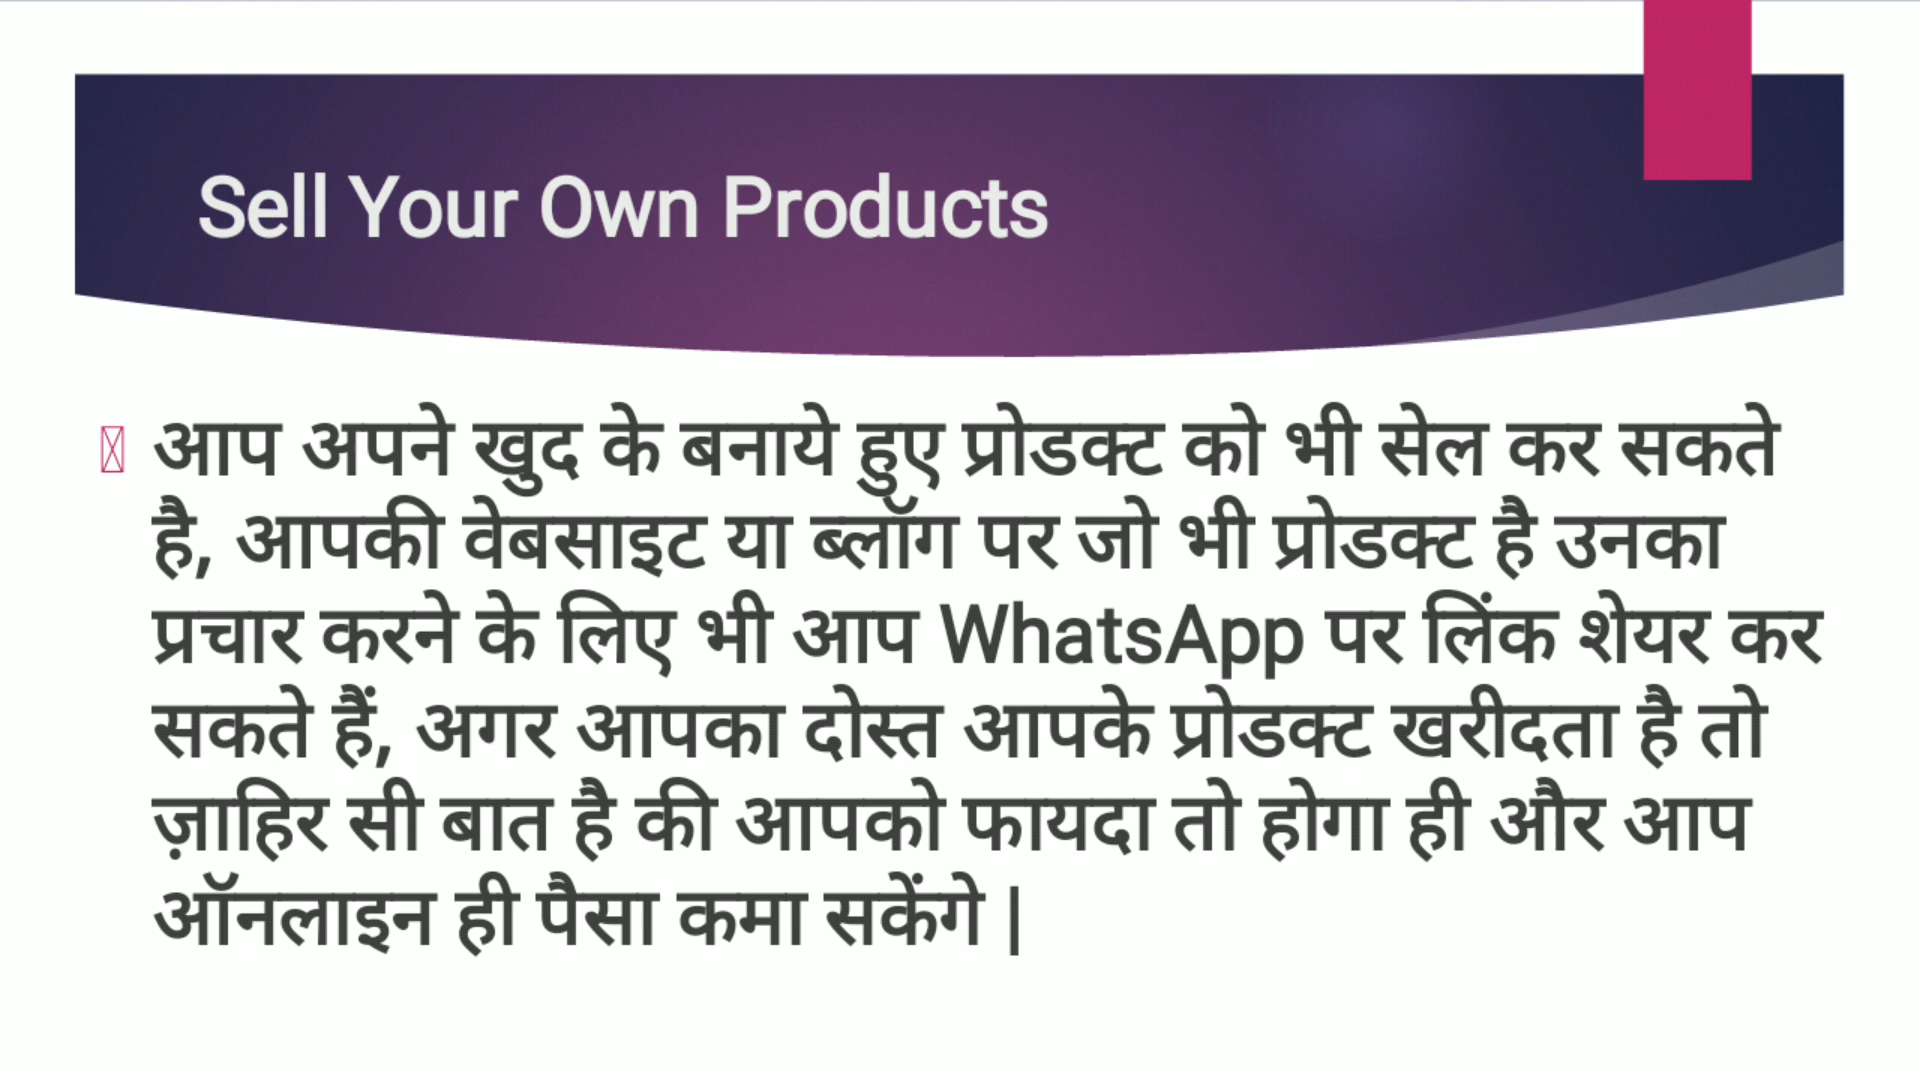 Sell Your Own Products
आप अपने खुद के बनाये हुए प्रोडक्ट को भी सेल कर सकते
है, आपकी वेबसाइट या ब्लॉग पर जो भी प्रोडक्ट है उनका
प्रचार करने के लिए भी आप WhatsApp पर लिंक शेयर कर
सकते हैं, अगर आपका दोस्त आपके प्रोडक्ट खरीदता है तो
ज़ाहिर सी बात है की आपको फायदा तो होगा ही और आप
ऑनलाइन ही पैसा कमा सकेंगे |